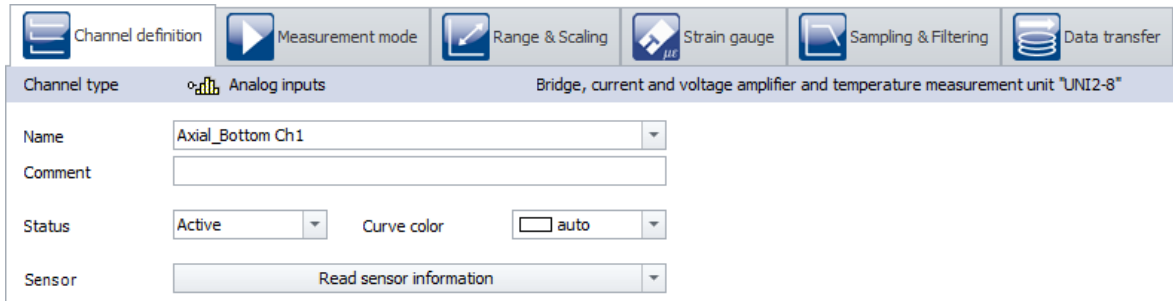 Channel definition Measurement mode Range & Scaling Strain gauge Sampling & Filtering Data transfer
με
Channel type Analog inputs Bridge, current and voltage amplifier and temperature measurement unit "UNI2-8"
Name Axial_Bottom Ch1
Comment
Status Active Curve color auto
Sensor Read sensor information